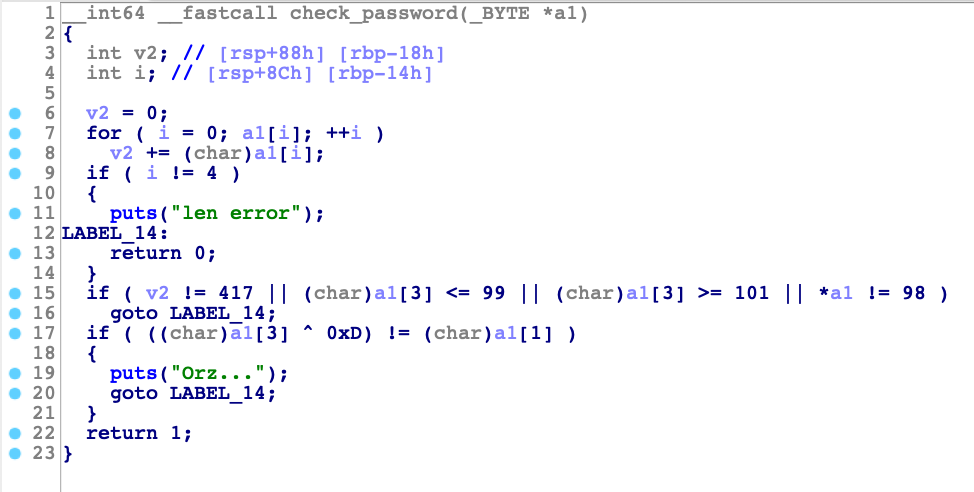 1 __int64 __fastcall check_password(_BYTE *a1)
2 {
3 int v2; // [rsp+88h] [rbp-18h]
4 int i; // [rsp+8Ch] [rbp-14h]
5
6 v2 = 0;
7 for ( i = 0; a1[i]; ++i )
8 v2 += (char)a1[i];
9 if ( i != 4 )
10 {
11 puts("len error");
12 LABEL_14:
13 return 0;
14 }
15 if ( v2 != 417 || (char)a1[3] <= 99 || (char)a1[3] >= 101 || *a1 != 98 )
16 goto LABEL_14;
17 if ( ((char)a1[3] ^ 0xD) != (char)a1[1] )
18 {
19 puts("Orz...");
20 goto LABEL_14;
21 }
22 return 1;
23 }